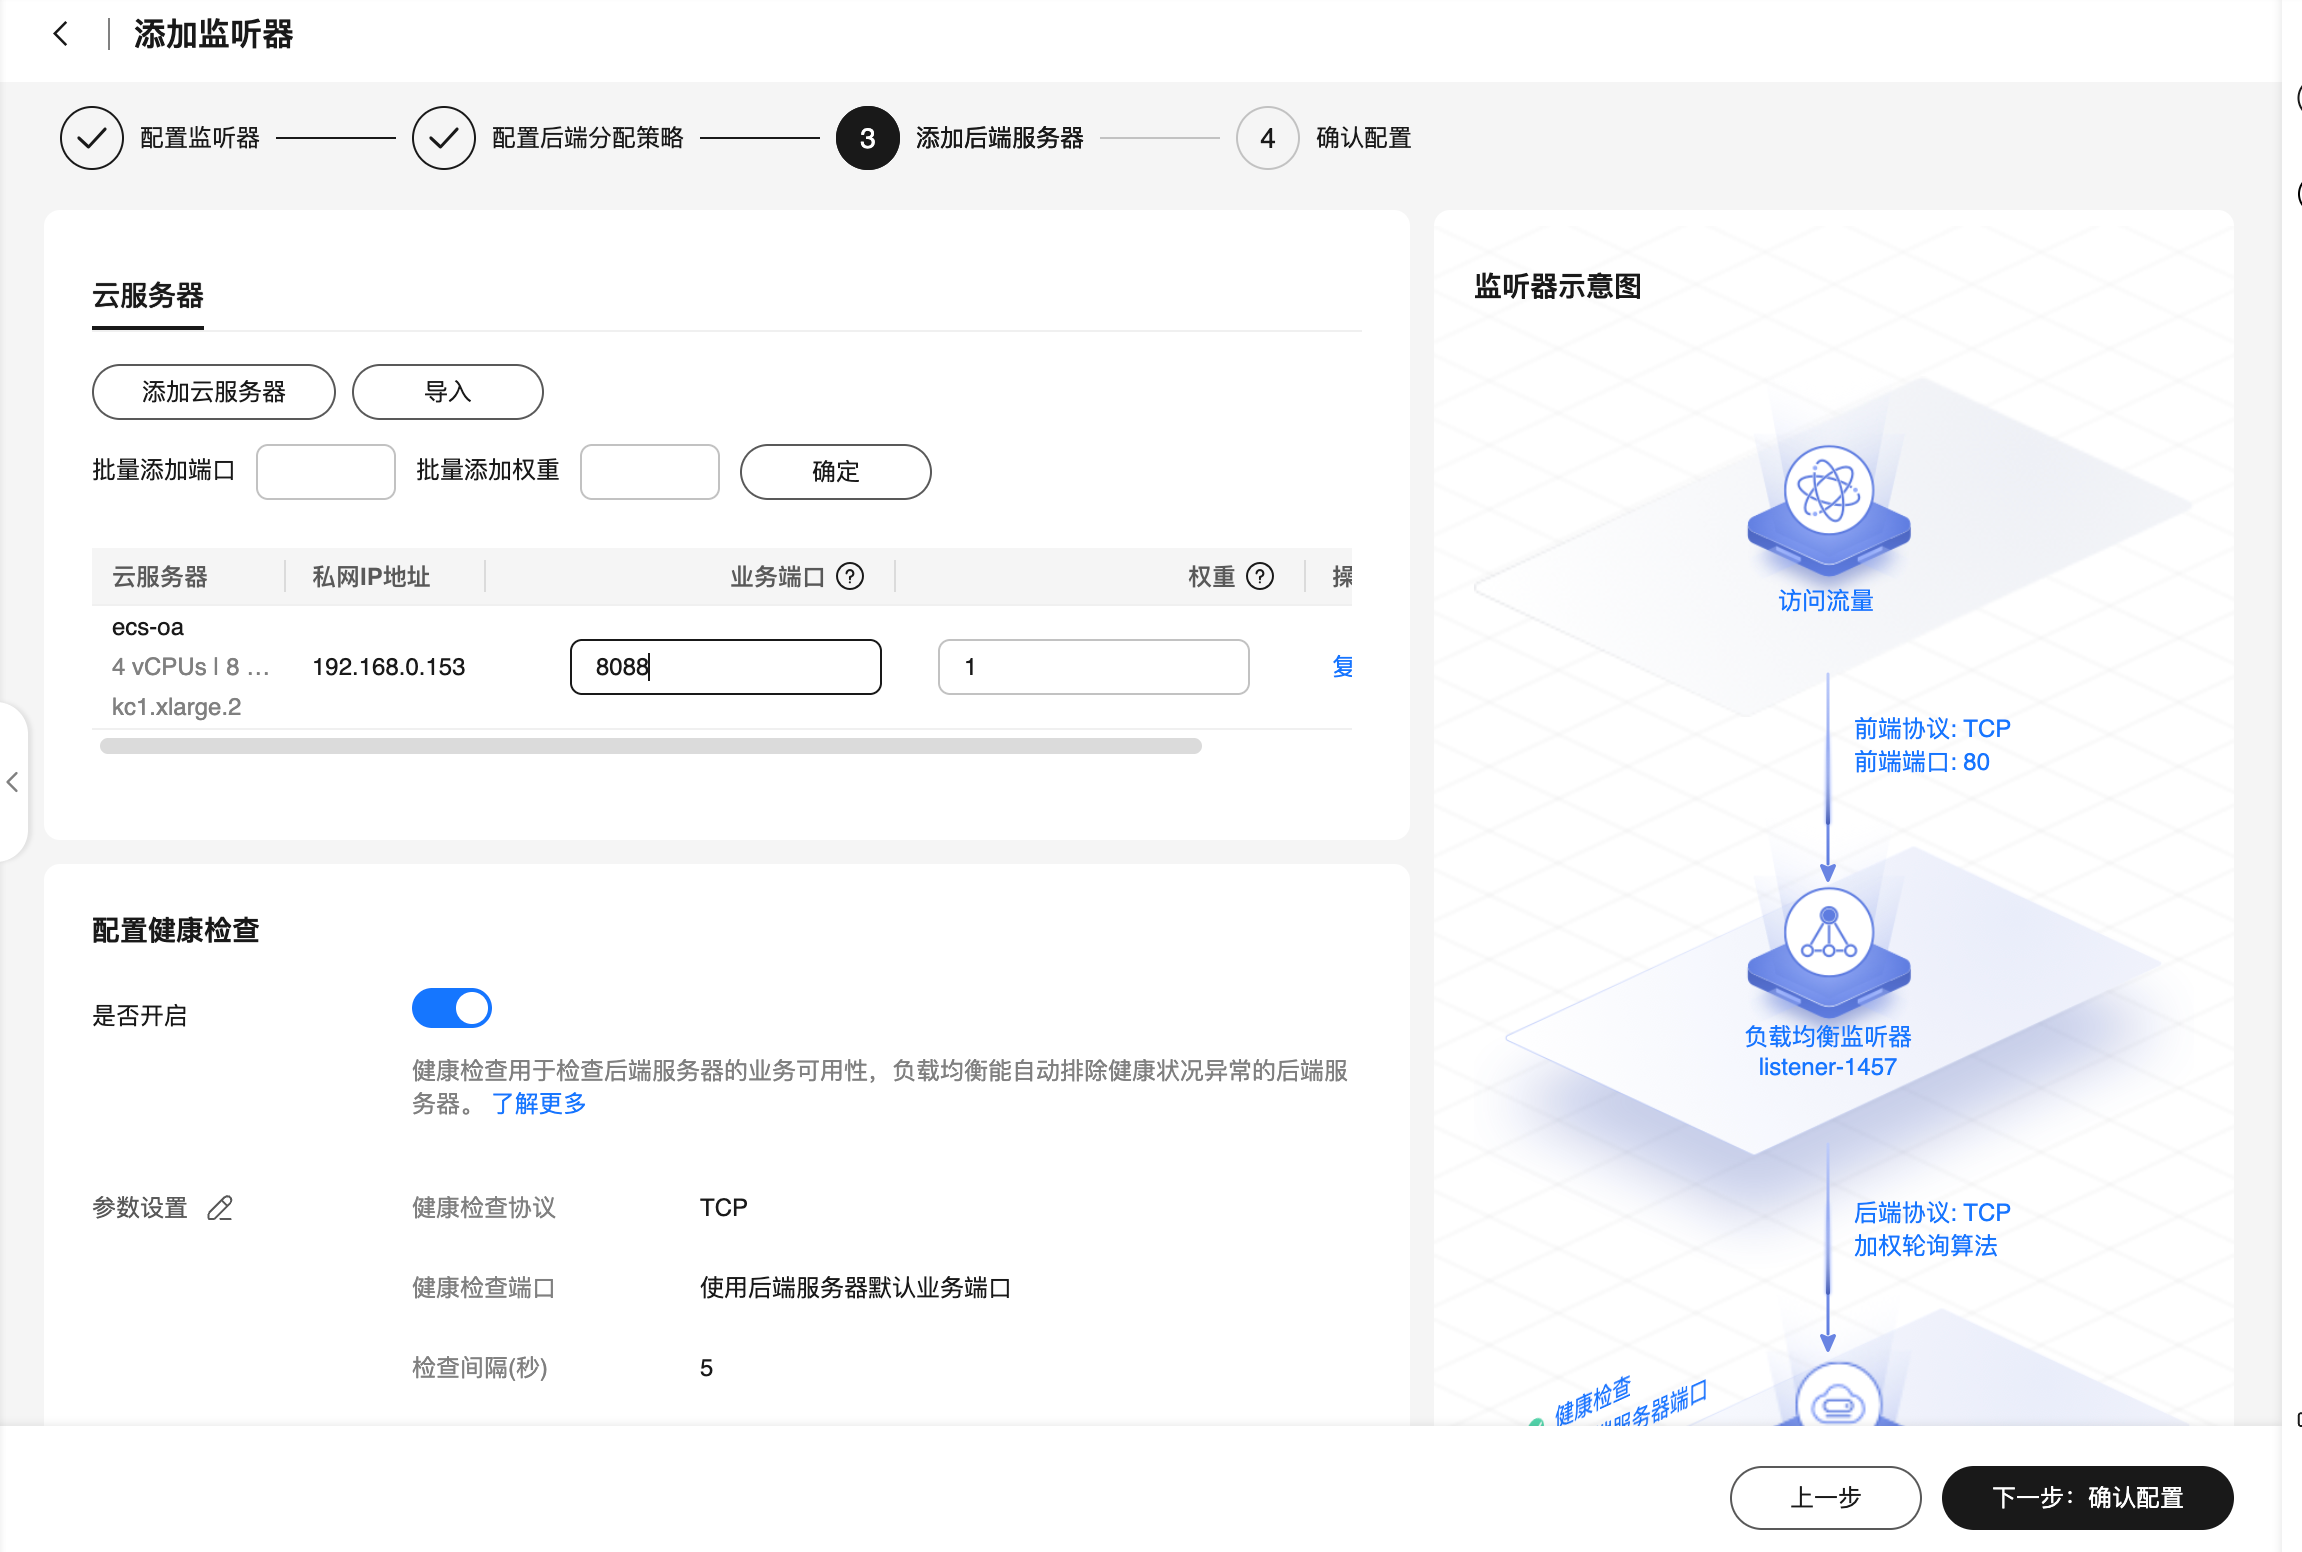 添加监听器
配置监听器
配置后端分配策略
3
添加后端服务器
4
确认配置
云服务器
添加云服务器
导入
批量添加端口
批量添加权重
确定
云服务器
私网IP地址
业务端口
权重
操
ecs-oa
4 vCPUs | 8 ...
kc1.xlarge.2
192.168.0.153
8088
1
复
配置健康检查
是否开启
健康检查用于检查后端服务器的业务可用性，负载均衡能自动排除健康状况异常的后端服
务器。 了解更多
参数设置
健康检查协议
TCP
健康检查端口
使用后端服务器默认业务端口
检查间隔(秒)
5
监听器示意图
访问流量
前端协议: TCP
前端端口: 80
负载均衡监听器
listener-1457
后端协议: TCP
加权轮询算法
健康检查
服务器端口
上一步
下一步：确认配置